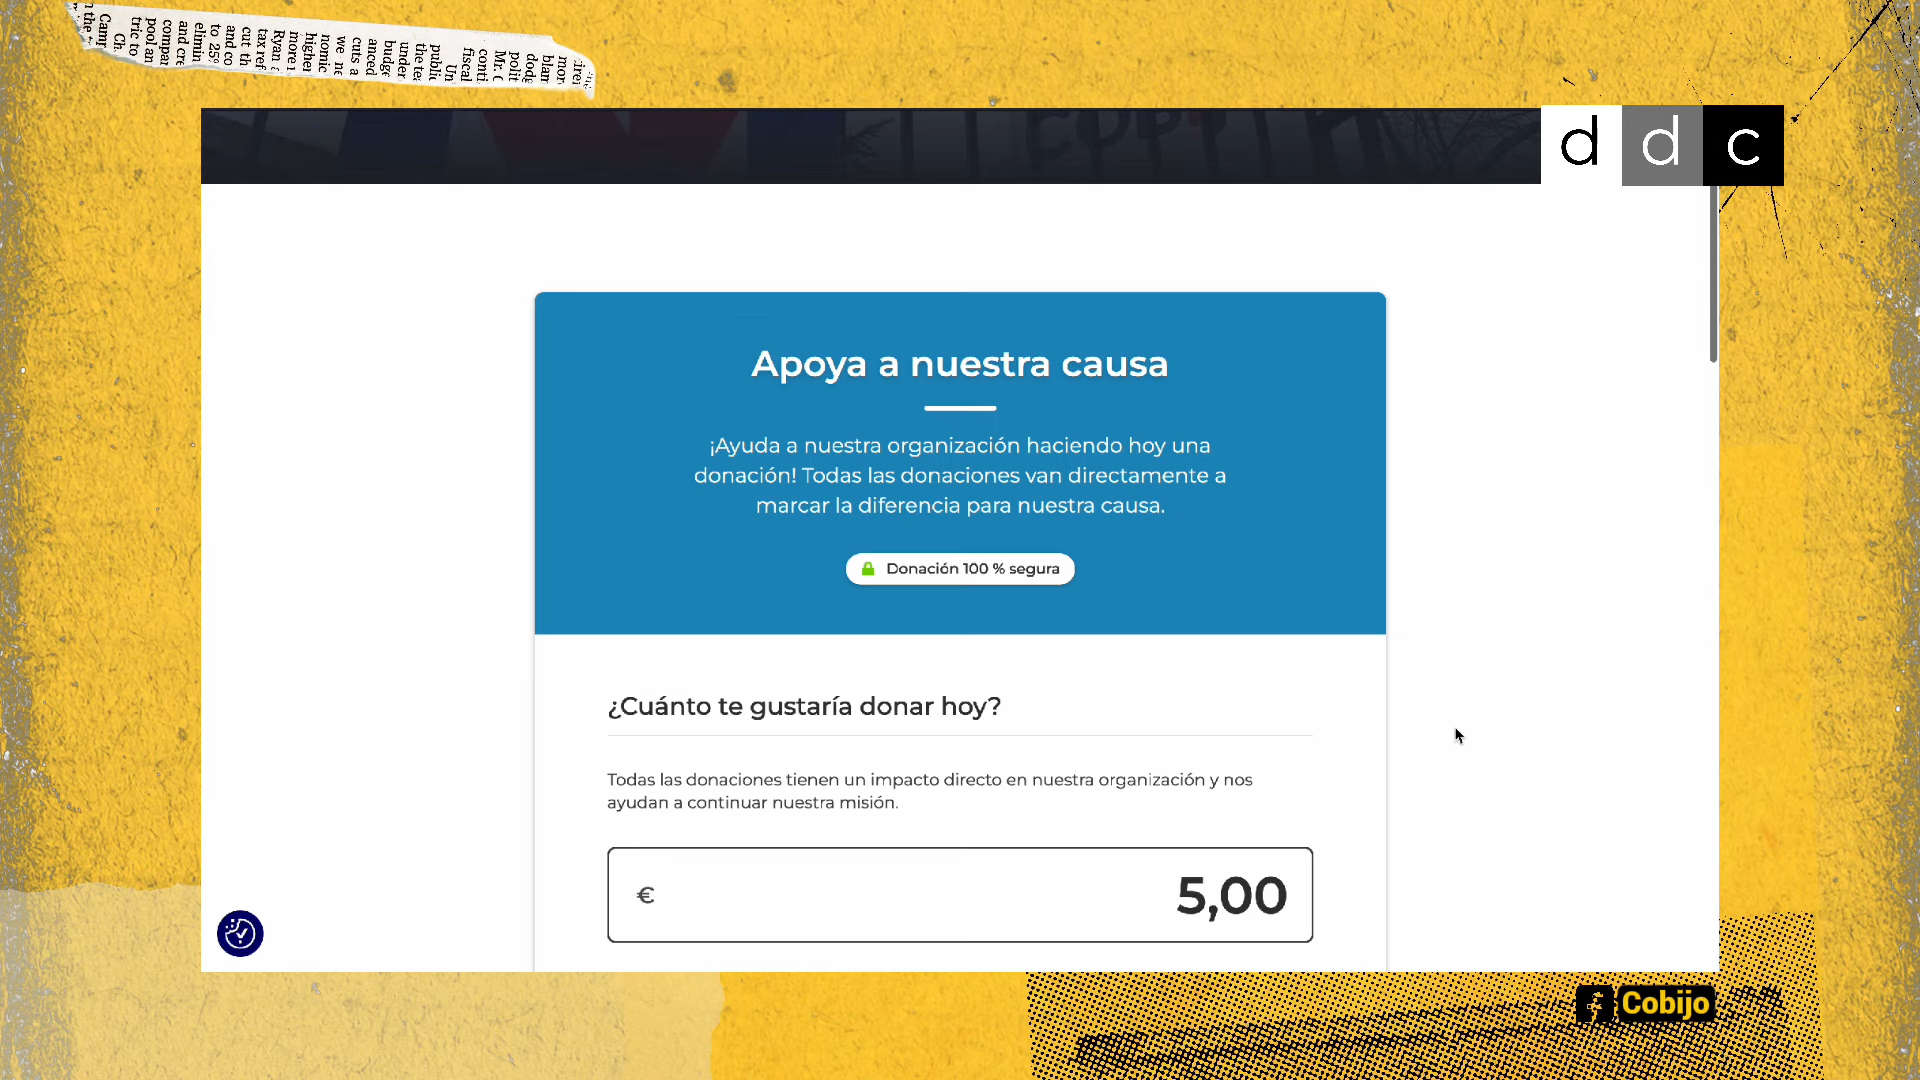 d d c
Apoya a nuestra causa
¡Ayuda a nuestra organización haciendo hoy una
donación! Todas las donaciones van directamente a
marcar la diferencia para nuestra causa.
Donación 100 % segura
¿Cuánto te gustaría donar hoy?
Todas las donaciones tienen un impacto directo en nuestra organización y nos
ayudan a continuar nuestra misión.
€ 5,00
Cobijo